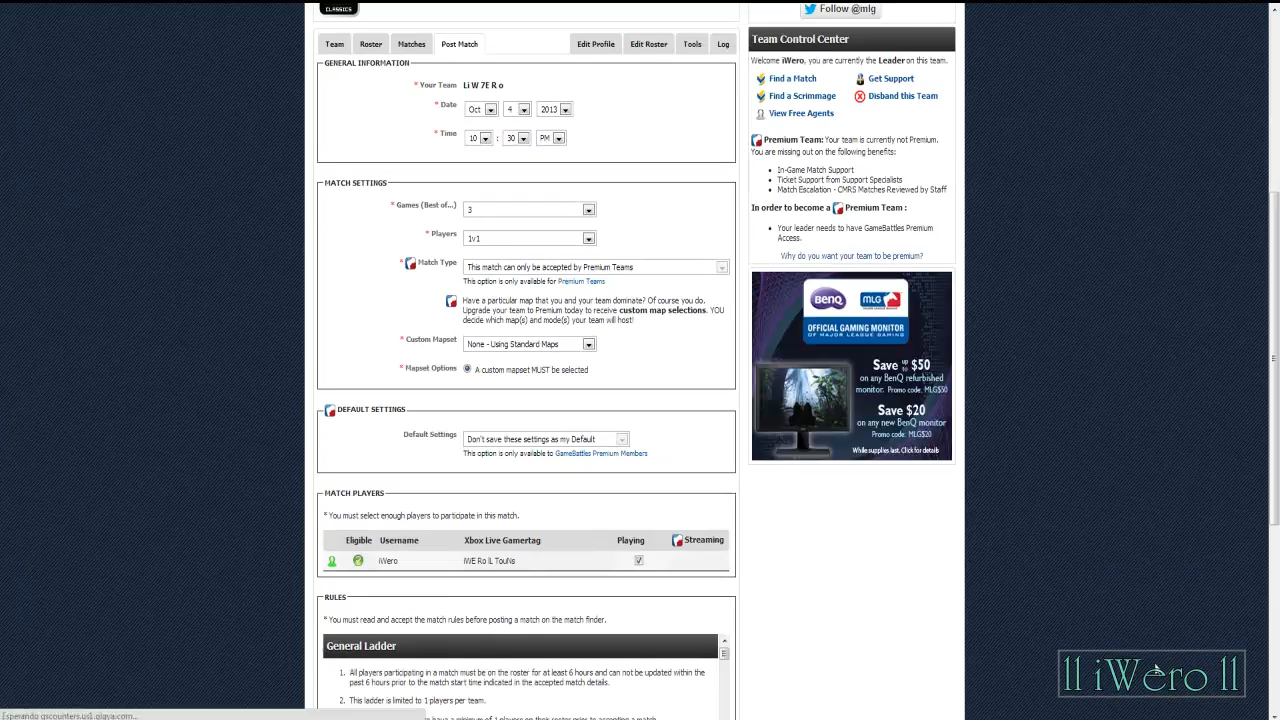 CLASSICS
Follow @mlg
Team
Roster
Matches
Post Match
Edit Profile
Edit Roster
Tools
Log
GENERAL INFORMATION
* Your Team Li W 7E R o
* Date Oct 4 2013
* Time 10 : 30 PM
MATCH SETTINGS
* Games (Best of...) 3
* Players 1v1
* Match Type This match can only be accepted by Premium Teams
This option is only available for Premium Teams
Have a particular map that you and your team dominate? Of course you do.
Upgrade your team to Premium today to receive custom map selections. YOU
decide which map(s) and mode(s) your team will host!
* Custom Mapset None - Using Standard Maps
* Mapset Options A custom mapset MUST be selected
DEFAULT SETTINGS
Default Settings Don't save these settings as my Default
This option is only available to GameBattles Premium Members
MATCH PLAYERS
* You must select enough players to participate in this match.
Eligible Username Xbox Live Gamertag Playing Streaming
iWero iWE Ro lL TouNs
RULES
* You must read and accept the match rules before posting a match on the match finder.
General Ladder
1. All players participating in a match must be on the roster for at least 6 hours and can not be updated within the
past 6 hours prior to the match start time indicated in the accepted match details.
2. This ladder is limited to 1 players per team.
have a minimum of 1 players on their roster prior to accepting a match
Team Control Center
Welcome iWero, you are currently the Leader on this team.
Find a Match
Get Support
Find a Scrimmage
Disband this Team
View Free Agents
Premium Team: Your team is currently not Premium.
You are missing out on the following benefits:
• In-Game Match Support
• Ticket Support from Support Specialists
• Match Escalation - CMRS Matches Reviewed by Staff
In order to become a Premium Team :
• Your leader needs to have GameBattles Premium
Access.
Why do you want your team to be premium?
BenQ MLG
OFFICIAL GAMING MONITOR
OF MAJOR LEAGUE GAMING
Save up to $50
on any BenQ refurbished
monitor. Promo code, MLG$50
Save $20
on any new BenQ monitor
Promo code: MLG$20
While supplies last. Click for details
ll iWero ll
Esperando gscounters.us1.gigya.com...